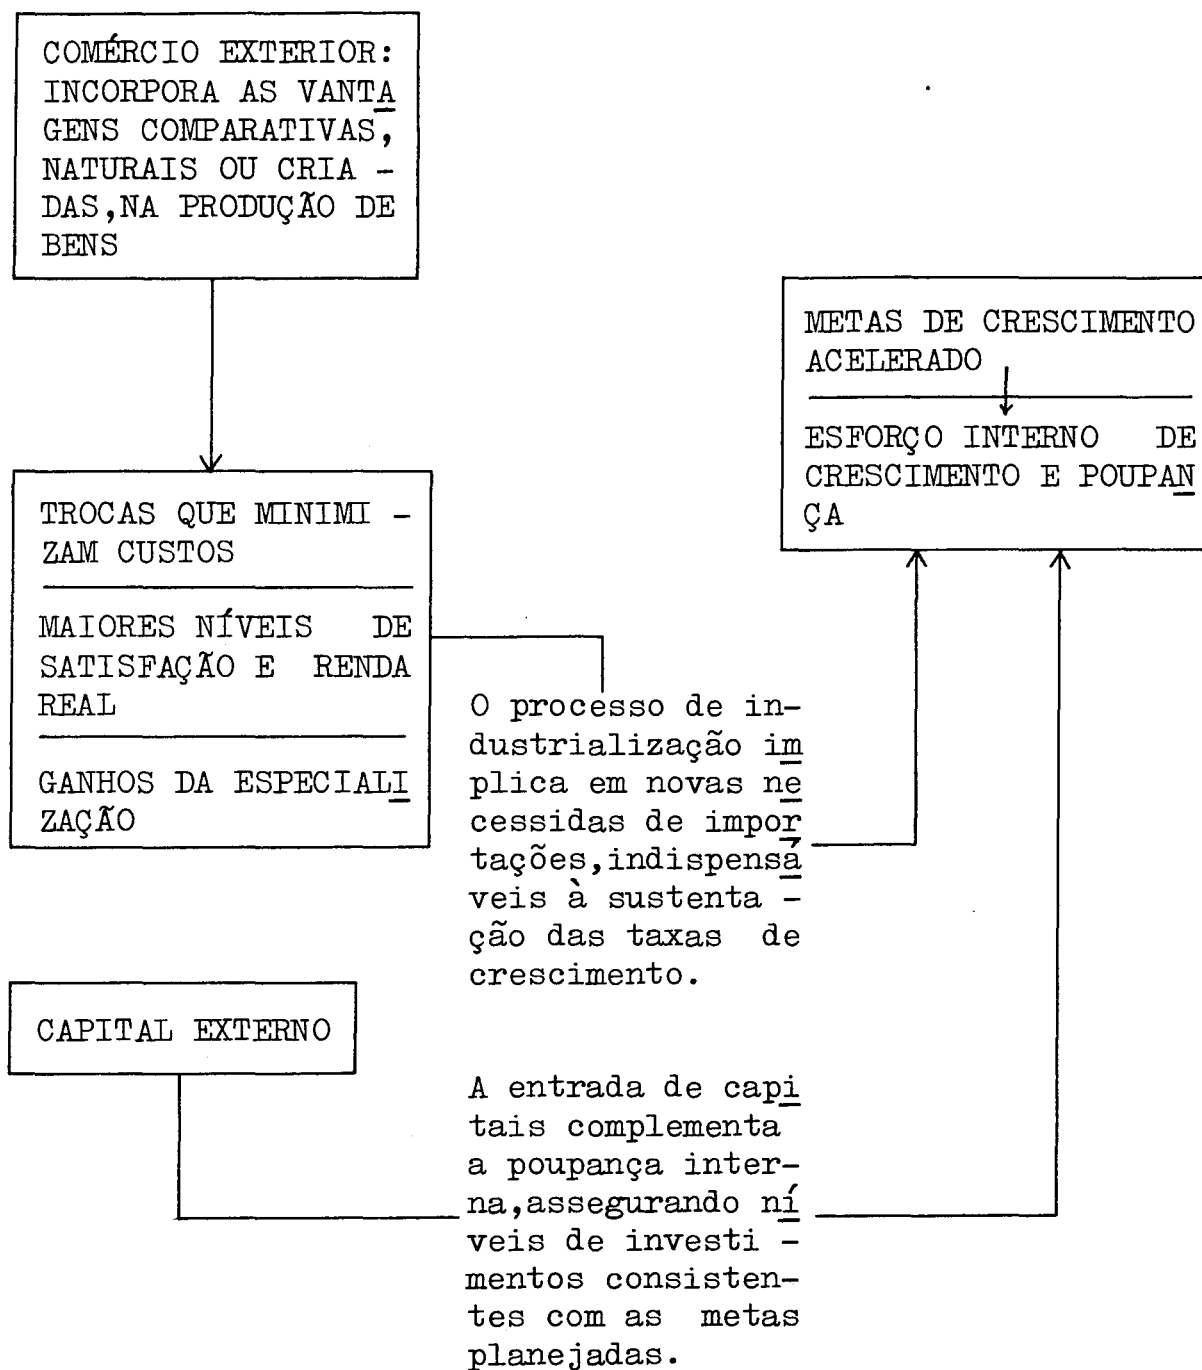 COMÉRCIO EXTERIOR:
INCORPORA AS VANTA
GENS COMPARATIVAS,
NATURAIS OU CRIA -
DAS,NA PRODUÇÃO DE
BENS
TROCAS QUE MINIMI -
ZAM CUSTOS
MAIORES NÍVEIS DE
SATISFAÇÃO E RENDA
REAL
GANHOS DA ESPECIALI
ZAÇÃO
O processo de in-
dustrialização im
plica em novas ne
cessidas de impor
tações,indispensá
veis à sustenta -
ção das taxas de
crescimento.
METAS DE CRESCIMENTO
ACELERADO
ESFORÇO INTERNO DE
CRESCIMENTO E POUPAN
ÇA
CAPITAL EXTERNO
A entrada de capi
tais complementa
a poupança inter-
na,assegurando ní
veis de investi -
mentos consisten-
tes com as metas
planejadas.